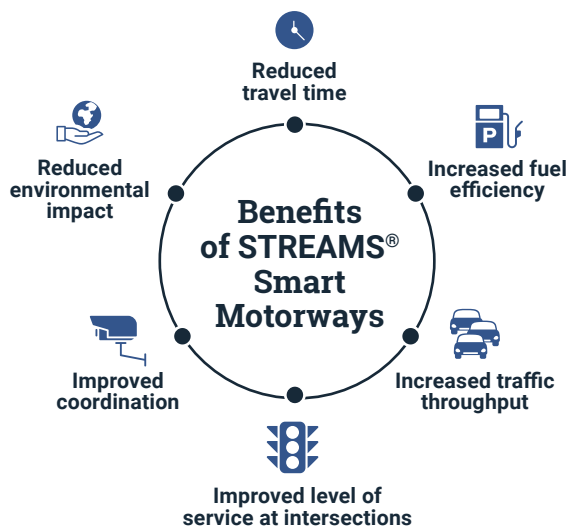 Reduced
travel time
Increased fuel
efficiency
Increased traffic
throughput
Improved level of
service at intersections
Improved
coordination
Reduced
environmental
impact
Benefits
of STREAMS®
Smart
Motorways
P